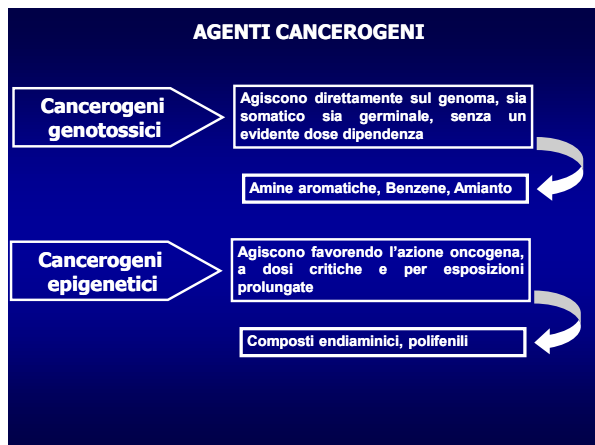 AGENTI CANCEROGENI
Cancerogeni
genotossici
Agiscono direttamente sul genoma, sia
somatico sia germinale, senza un
evidente dose dipendenza
Amine aromatiche, Benzene, Amianto
Cancerogeni
epigenetici
Agiscono favorendo l'azione oncogena,
a dosi critiche e per esposizioni
prolungate
Composti endiaminici, polifenili